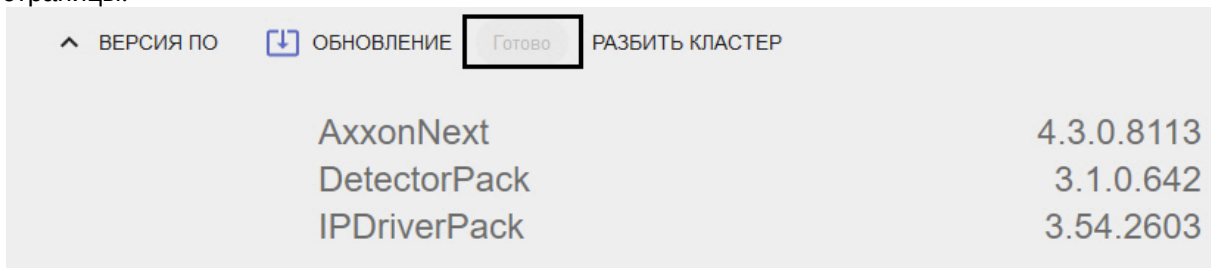 страницы.
ВЕРСИЯ ПО ОБНОВЛЕНИЕ Готово РАЗБИТЬ КЛАСТЕР
AxxonNext 4.3.0.8113
DetectorPack 3.1.0.642
IPDriverPack 3.54.2603